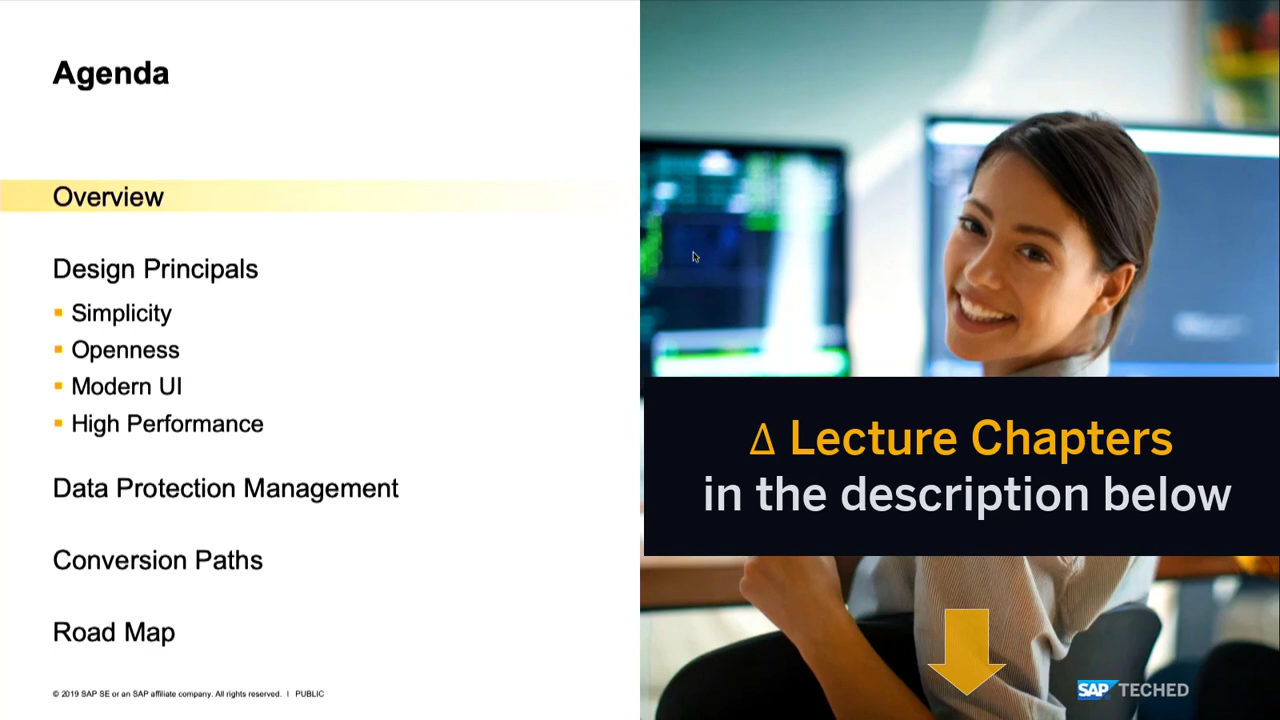 Agenda
Overview
Design Principals
▪ Simplicity
▪ Openness
▪ Modern UI
▪ High Performance
Data Protection Management
Conversion Paths
Road Map
© 2019 SAP SE or an SAP affiliate company. All rights reserved. I PUBLIC
Δ Lecture Chapters
in the description below
SAP TECHED